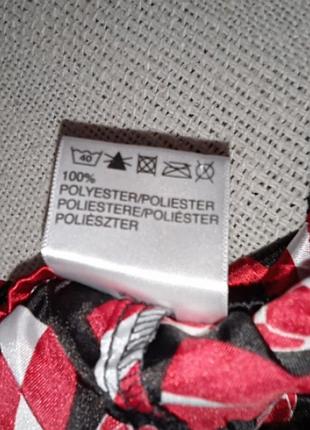 40
100%
POLYESTER/POLIESTER
POLIESTERE/POLIÉSTER
POLIÉSZTER